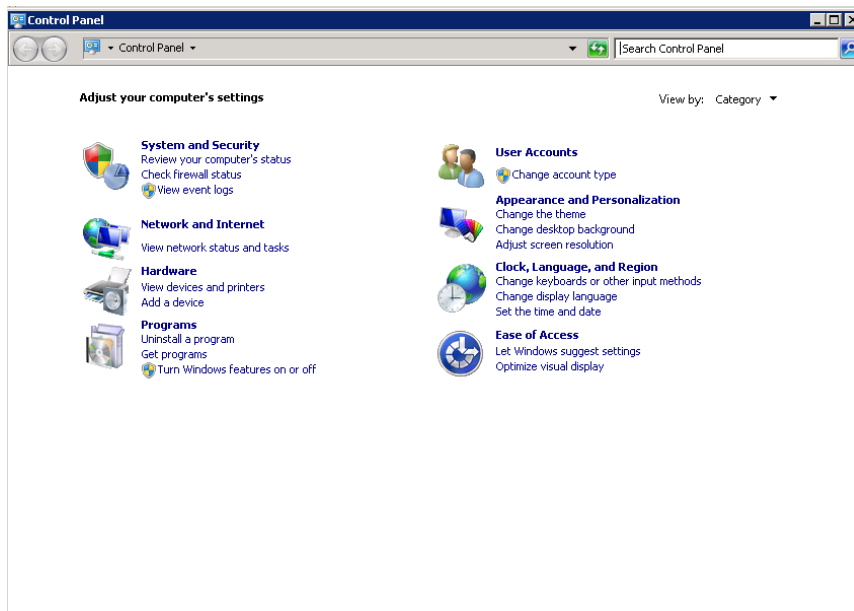 Control Panel
Control Panel
Search Control Panel
Adjust your computer's settings
View by: Category
System and Security
Review your computer's status
Check firewall status
View event logs
Network and Internet
View network status and tasks
Hardware
View devices and printers
Add a device
Programs
Uninstall a program
Get programs
Turn Windows features on or off
User Accounts
Change account type
Appearance and Personalization
Change the theme
Change desktop background
Adjust screen resolution
Clock, Language, and Region
Change keyboards or other input methods
Change display language
Set the time and date
Ease of Access
Let Windows suggest settings
Optimize visual display